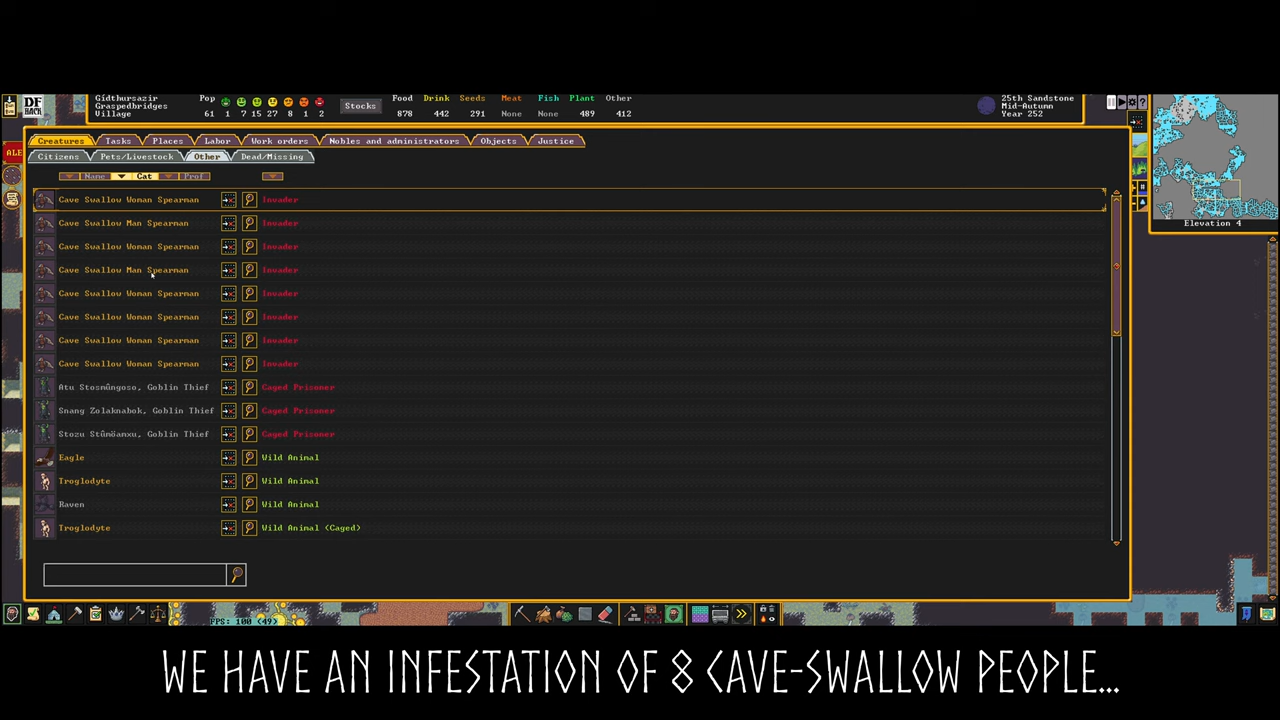 DF
HACK
Gidthursazir
Graspedbridges
Village
Pop
61 1 7 15 27 8 1 2
Stocks
Food Drink Seeds Meat Fish Plant Other
878 442 291 None None 489 412
25th Sandstone
Mid-Autumn
Year 252
ALE
Creatures Tasks Places Labor Work orders Nobles and administrators Objects Justice
Citizens Pets/Livestock Other Dead/Missing
Name Cat Prof
Cave Swallow Woman Spearman Invader
Cave Swallow Man Spearman Invader
Cave Swallow Woman Spearman Invader
Cave Swallow Man Spearman Invader
Cave Swallow Woman Spearman Invader
Cave Swallow Woman Spearman Invader
Cave Swallow Woman Spearman Invader
Cave Swallow Woman Spearman Invader
Atu Stosmûngoso, Goblin Thief Caged Prisoner
Snang Zolaknabok, Goblin Thief Caged Prisoner
Stozu Stûmöamxu, Goblin Thief Caged Prisoner
Eagle Wild Animal
Troglodyte Wild Animal
Raven Wild Animal
Troglodyte Wild Animal (Caged)
Elevation 4
FPS: 100 (49)
WE HAVE AN INFESTATION OF 8 CAVE-SWALLOW PEOPLE...